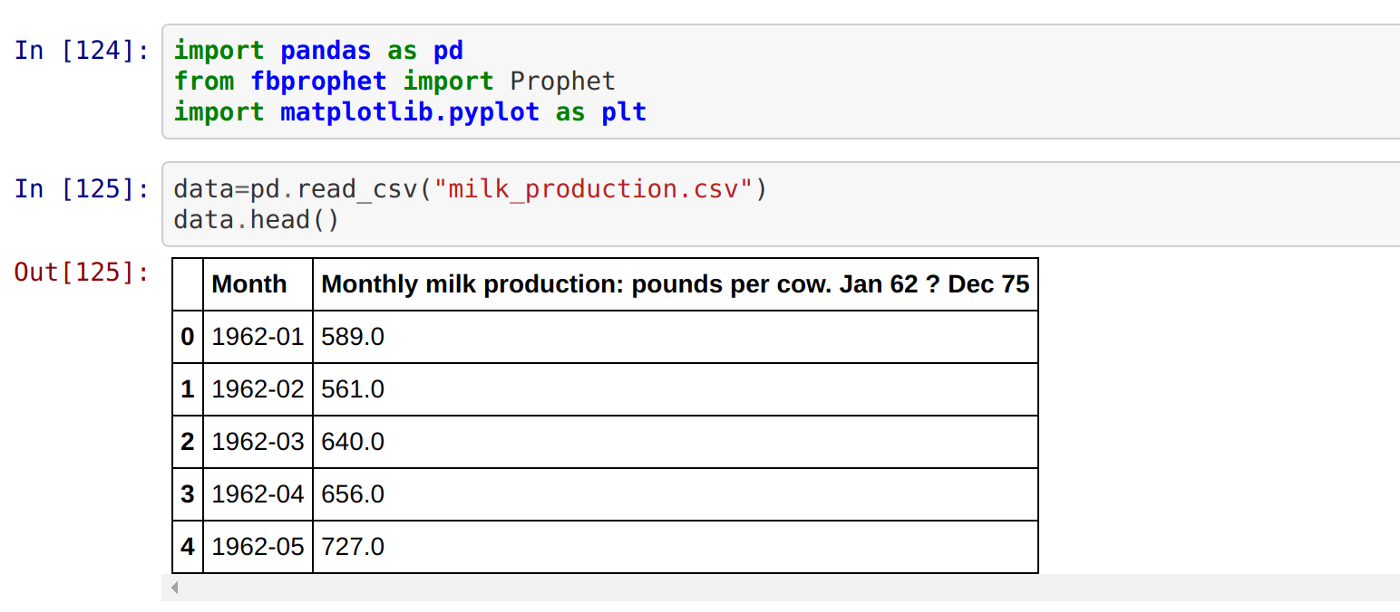 In [124]: import pandas as pd
from fbprophet import Prophet
import matplotlib.pyplot as plt
In [125]: data=pd.read_csv("milk_production.csv")
data.head()
Out[125]:
Month Monthly milk production: pounds per cow. Jan 62 ? Dec 75
0 1962-01 589.0
1 1962-02 561.0
2 1962-03 640.0
3 1962-04 656.0
4 1962-05 727.0